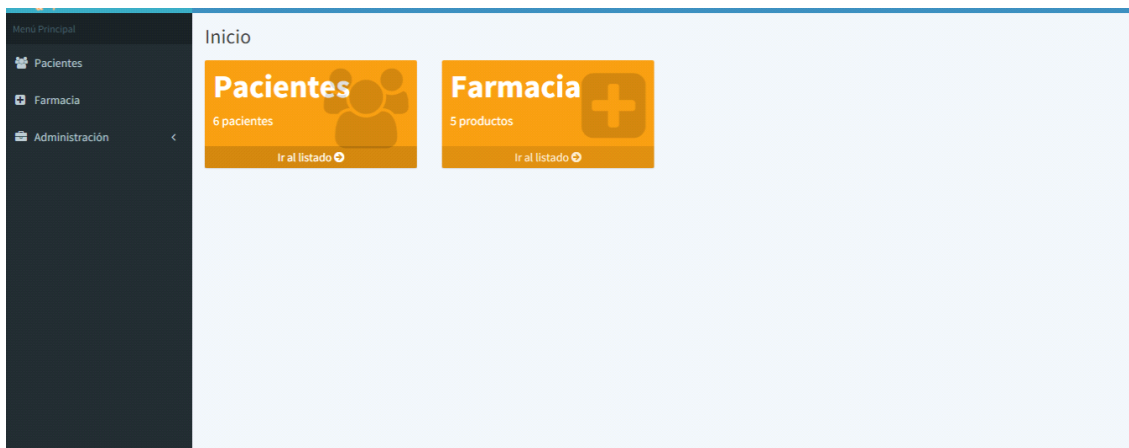 Menú Principal
Pacientes
Farmacia
Administración
Inicio
Pacientes
6 pacientes
Ir al listado
Farmacia
5 productos
Ir al listado